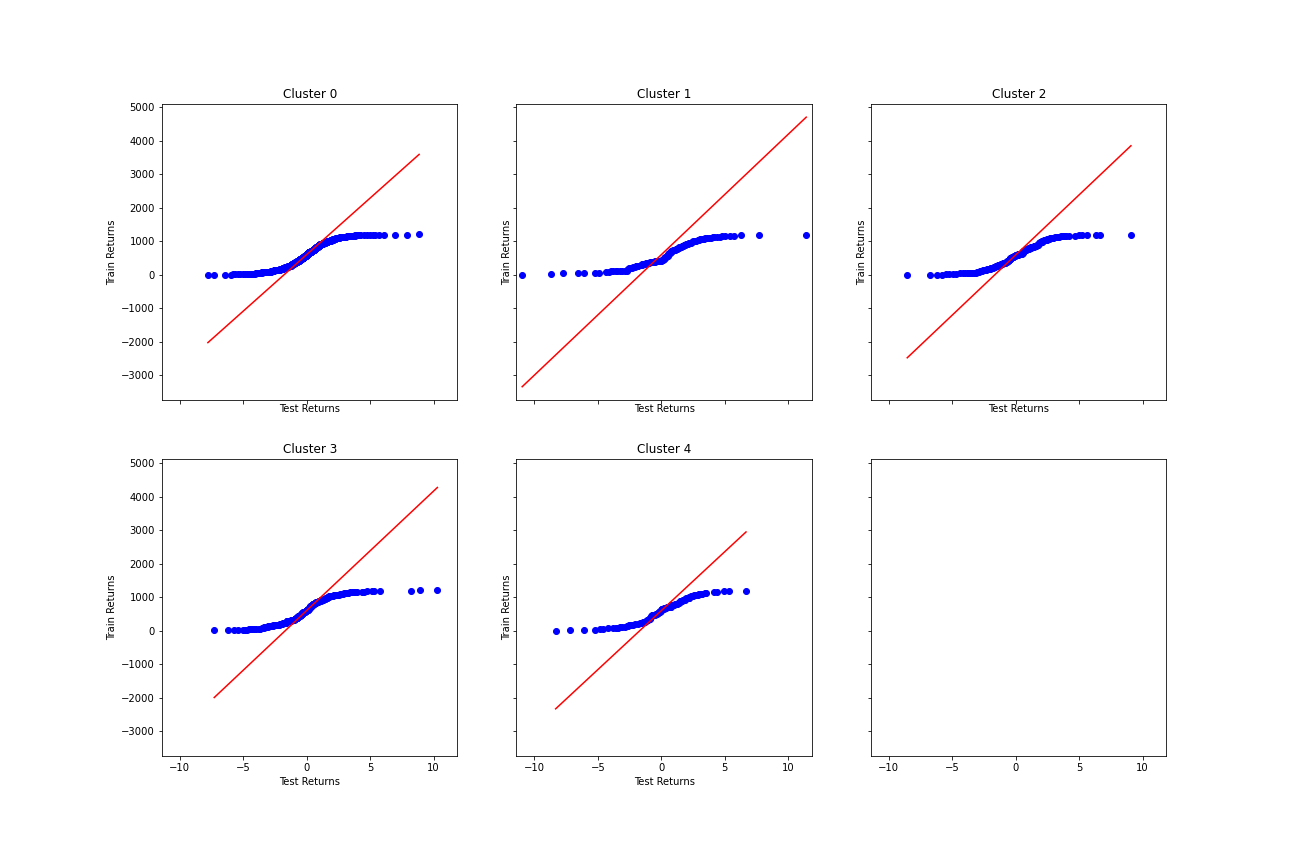 Cluster 0
Cluster 1
Cluster 2
5000
4000
3000
2000
1000
0
−1000
−2000
−3000
Train Returns
Train Returns
Train Returns
Test Returns
Test Returns
Test Returns
Cluster 3
Cluster 4
5000
4000
3000
2000
1000
0
−1000
−2000
−3000
Train Returns
Train Returns
−10 −5 0 5 10
−10 −5 0 5 10
−10 −5 0 5 10
Test Returns
Test Returns